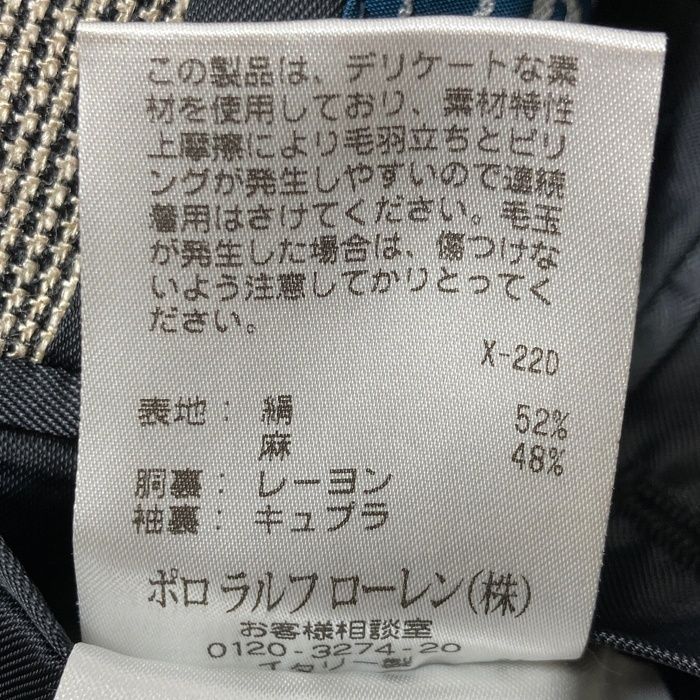 この製品は、デリケートな素
材を使用しており、素材特性
上摩擦により毛羽立ちとピリ
ングが発生しやすいので連続
着用はさけてください。毛玉
が発生した場合は、傷つけな
いよう注意してかりとってく
ださい。
X-22D
表地： 絹 52%
麻 48%
胴裏： レーヨン
袖裏： キュプラ
ポロ ラルフ ローレン(株)
お客様相談室
0120-3274-20
イタリー製